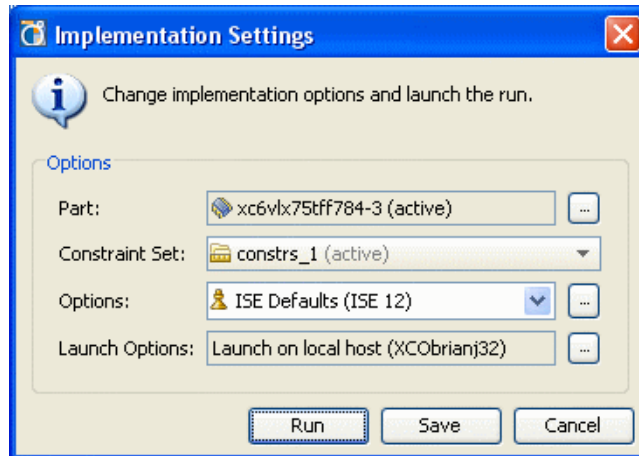 Implementation Settings
Change implementation options and launch the run.
Options
Part: xc6vlx75tff784-3 (active) ...
Constraint Set: constrs_1 (active)
Options: ISE Defaults (ISE 12) ...
Launch Options: Launch on local host (XCObrianj32) ...
Run Save Cancel